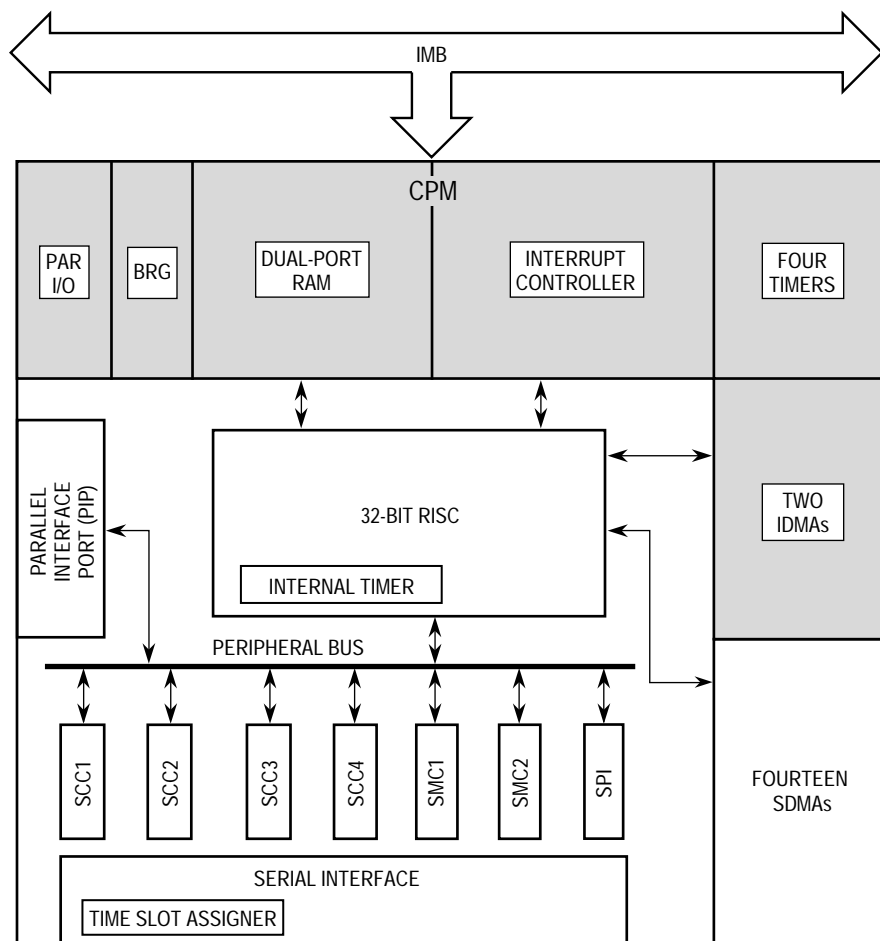 IMB
CPM
PAR
I/O
BRG
DUAL-PORT
RAM
INTERRUPT
CONTROLLER
FOUR
TIMERS
PARALLEL
INTERFACE
PORT (PIP)
32-BIT RISC
INTERNAL TIMER
TWO
IDMAs
PERIPHERAL BUS
SCC1
SCC2
SCC3
SCC4
SMC1
SMC2
SPI
FOURTEEN
SDMAs
SERIAL INTERFACE
TIME SLOT ASSIGNER